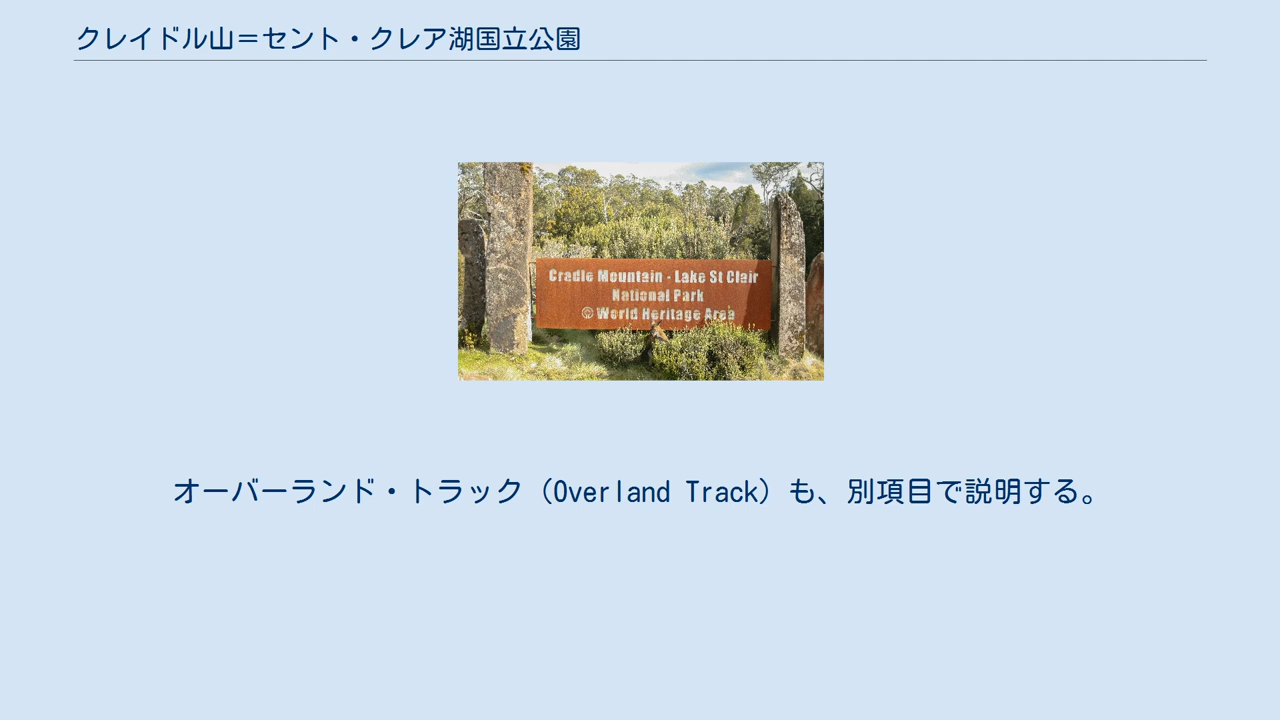 クレイドル山＝セント・クレア湖国立公園
Cradle Mountain - Lake St Clair
National Park
World Heritage Area
オーバーランド・トラック（Overland Track）も、別項目で説明する。